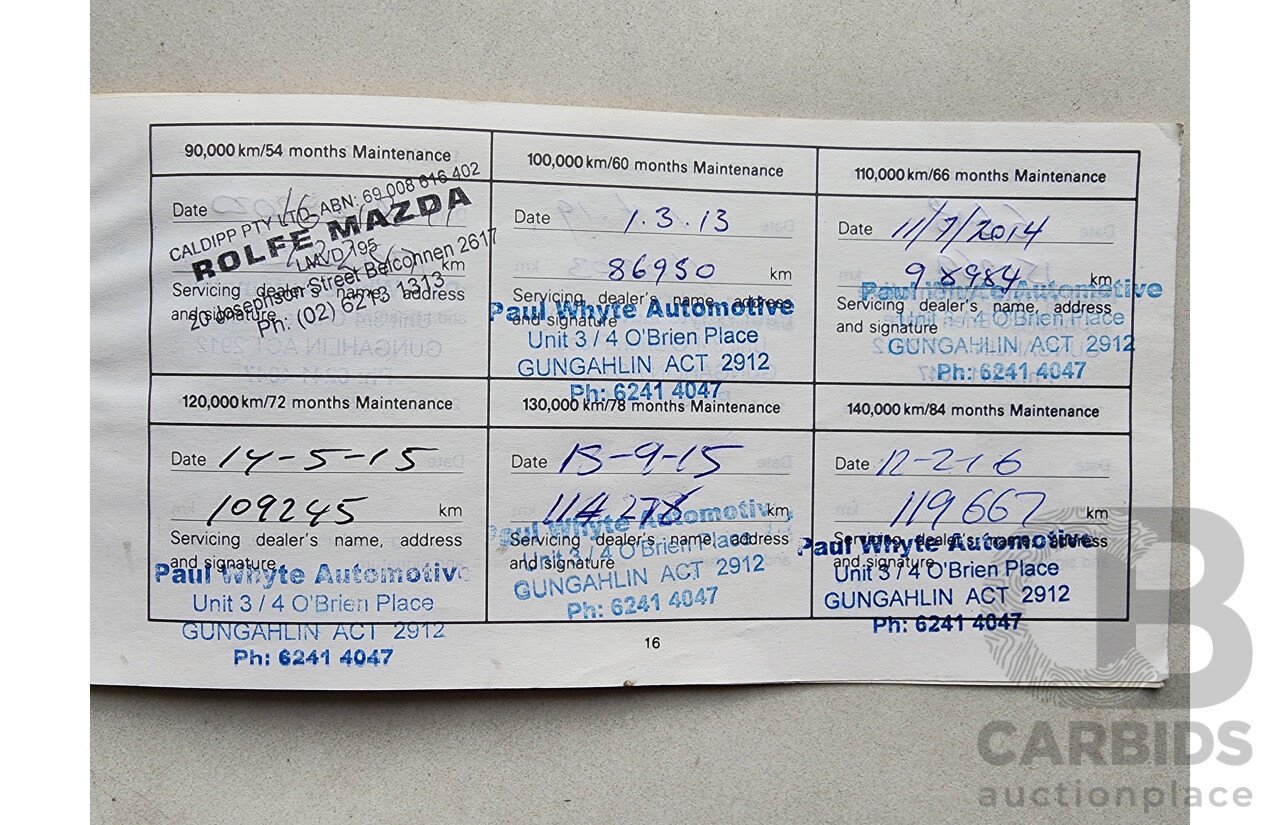 90,000 km/54 months Maintenance
Date 16
km
Servicing dealer's name, address
and signature
CALDIPP PTY LTD ABN: 69 008 616 402
ROLFE MAZDA
LMVD 795
20 Josephson Street Belconnen 2617
Ph: (02) 6213 1313
100,000 km/60 months Maintenance
Date 1.3.13
86950 km
Servicing dealer's name, address
and signature
Paul Whyte Automotive
Unit 3 / 4 O'Brien Place
GUNGAHLIN ACT 2912
Ph: 6241 4047
110,000 km/66 months Maintenance
Date 11/7/2014
98984 km
Servicing dealer's name, address
and signature
Paul Whyte Automotive
Unit 3 / 4 O'Brien Place
GUNGAHLIN ACT 2912
Ph: 6241 4047
120,000 km/72 months Maintenance
Date 14-5-15
109245 km
Servicing dealer's name, address
and signature
Paul Whyte Automotive
Unit 3 / 4 O'Brien Place
GUNGAHLIN ACT 2912
Ph: 6241 4047
130,000 km/78 months Maintenance
Date 15-9-15
114278 km
Servicing dealer's name, address
and signature
Paul Whyte Automotive
Unit 3 / 4 O'Brien Place
GUNGAHLIN ACT 2912
Ph: 6241 4047
140,000 km/84 months Maintenance
Date 12-2-16
119667 km
Servicing dealer's name, address
and signature
Paul Whyte Automotive
Unit 3 / 4 O'Brien Place
GUNGAHLIN ACT 2912
Ph: 6241 4047
16
B
CARBIDS
auctionplace